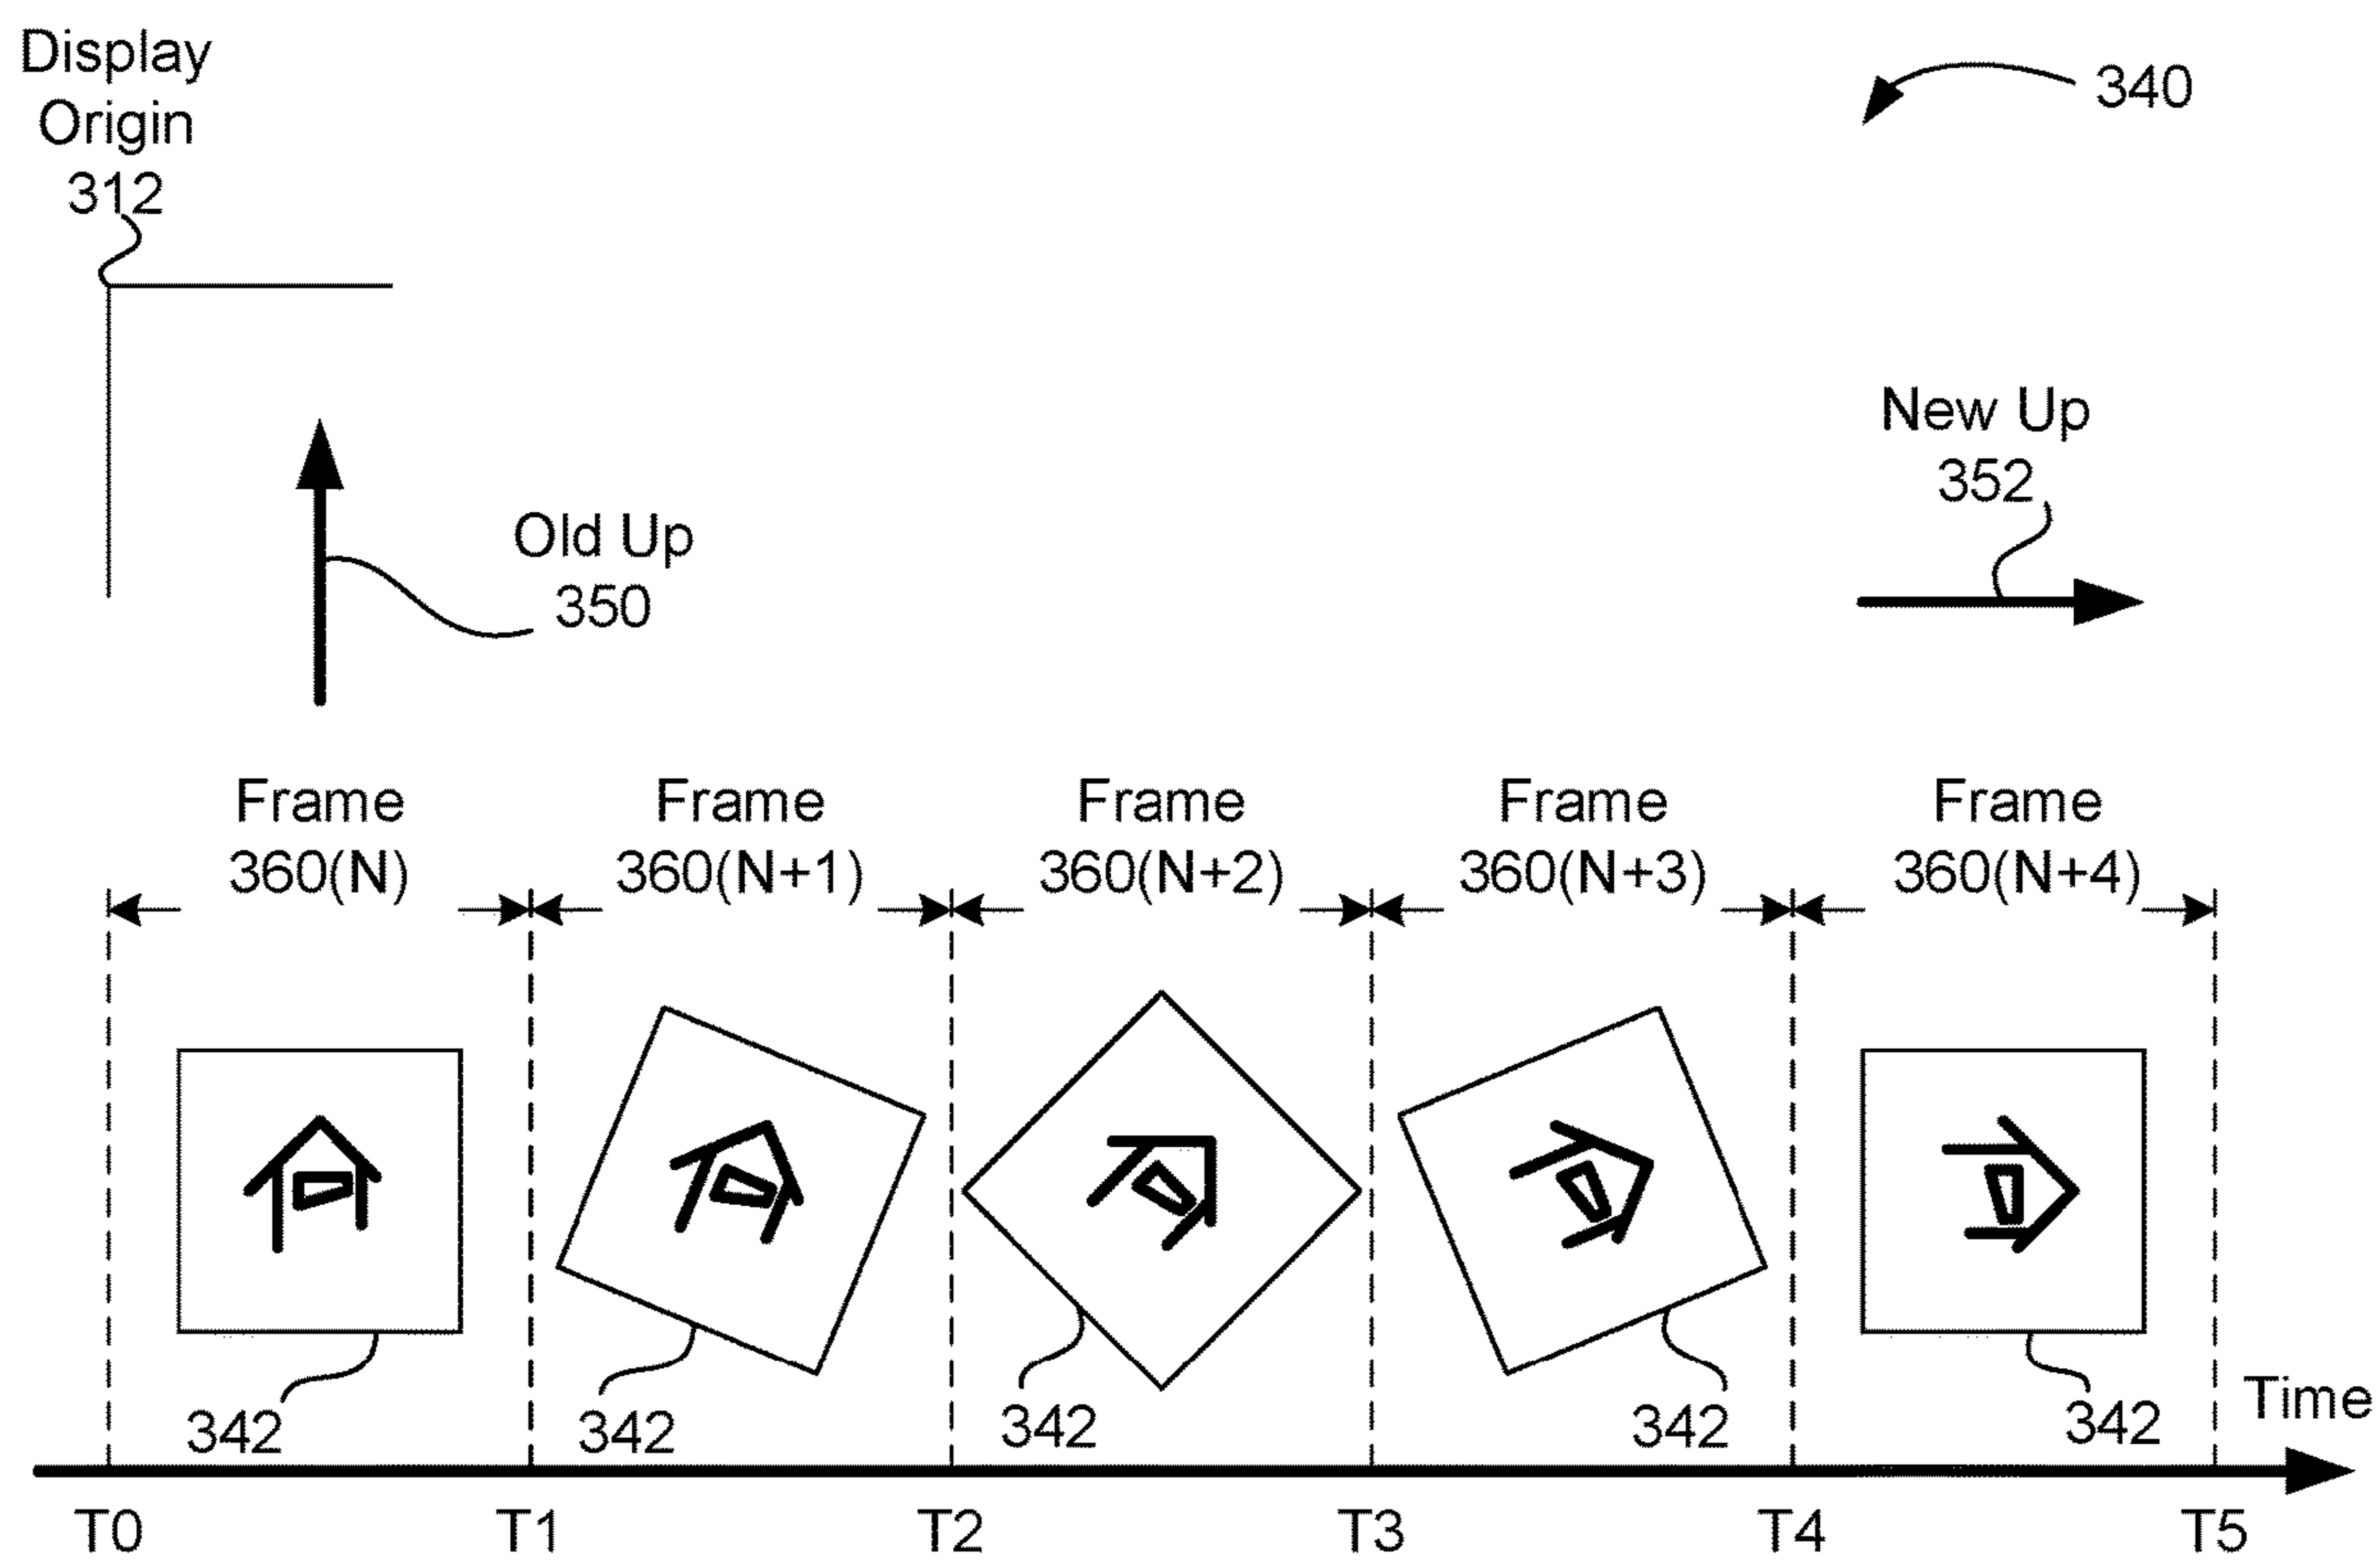 Display
Origin
312
340
New Up
352
Old Up
350
Frame
360(N)
Frame
360(N+1)
Frame
360(N+2)
Frame
360(N+3)
Frame
360(N+4)
342
342
342
342
342
Time
T0
T1
T2
T3
T4
T5